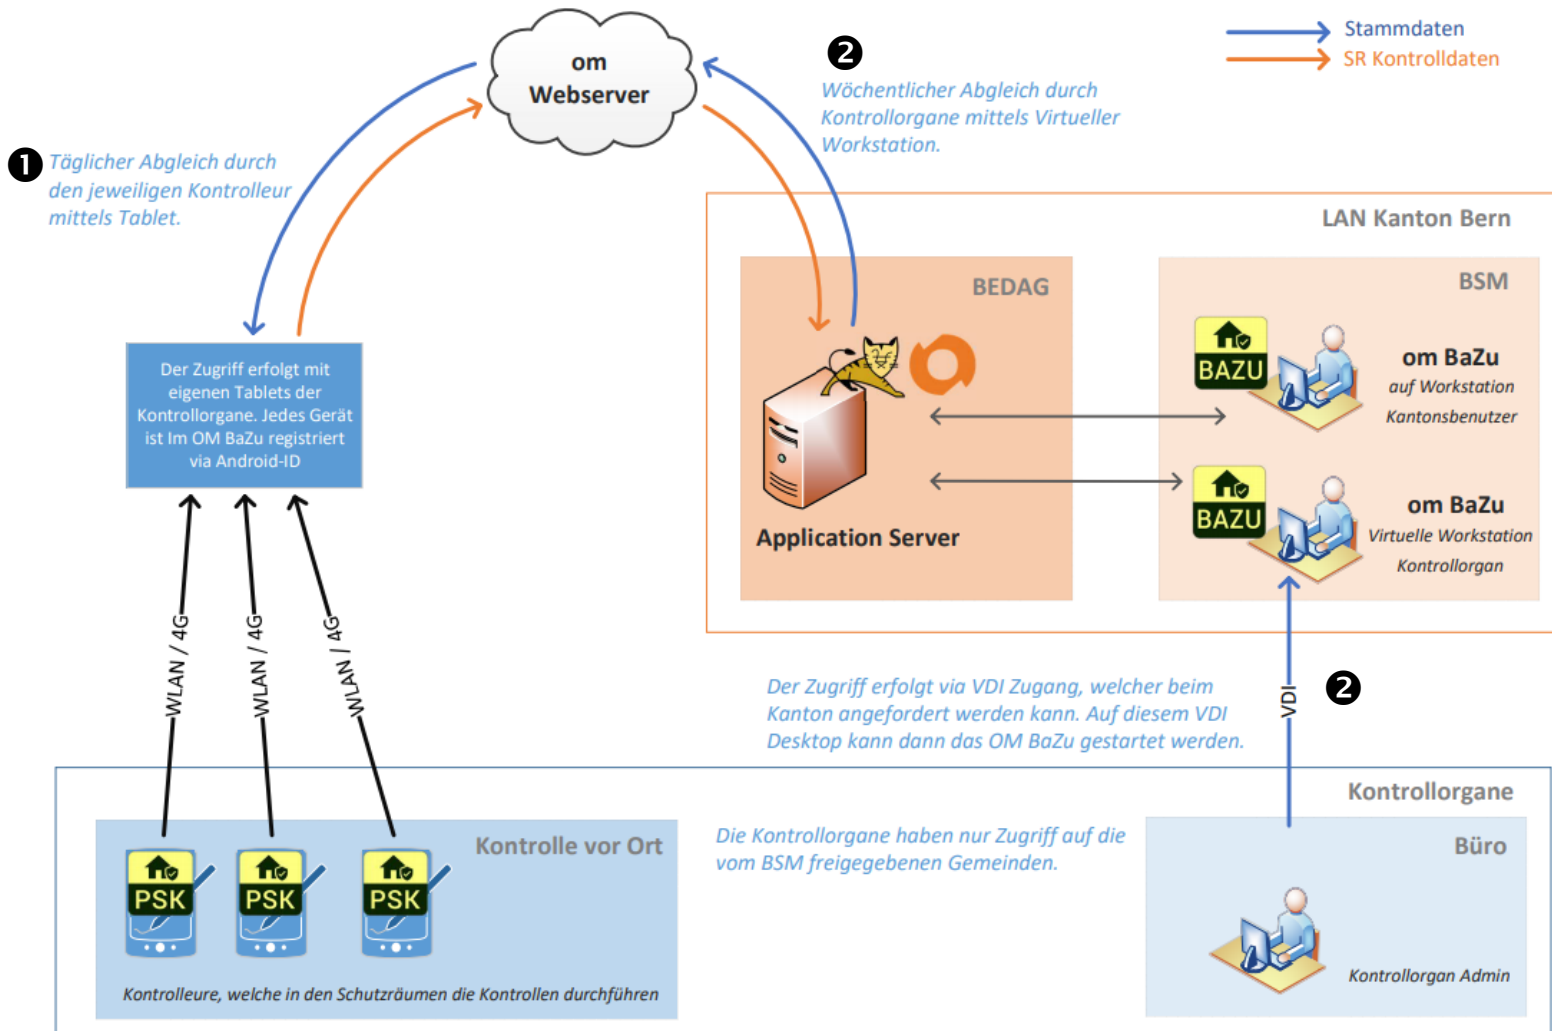 om
Webserver
❷
Wöchentlicher Abgleich durch
Kontrollorgane mittels Virtueller
Workstation.
Stammdaten
SR Kontrolldaten
❶
Täglicher Abgleich durch
den jeweiligen Kontrolleur
mittels Tablet.
LAN Kanton Bern
BEDAG
BSM
Der Zugriff erfolgt mit
eigenen Tablets der
Kontrollorgane. Jedes Gerät
ist Im OM BaZu registriert
via Android-ID
BAZU
om BaZu
auf Workstation
Kantonsbenutzer
BAZU
om BaZu
Virtuelle Workstation
Kontrollorgan
Application Server
WLAN / 4G
WLAN / 4G
WLAN / 4G
Der Zugriff erfolgt via VDI Zugang, welcher beim
Kanton angefordert werden kann. Auf diesem VDI
Desktop kann dann das OM BaZu gestartet werden.
VDI
❷
Kontrollorgane
Kontrolle vor Ort
Die Kontrollorgane haben nur Zugriff auf die
vom BSM freigegebenen Gemeinden.
Büro
PSK
PSK
PSK
Kontrolleure, welche in den Schutzräumen die Kontrollen durchführen
Kontrollorgan Admin